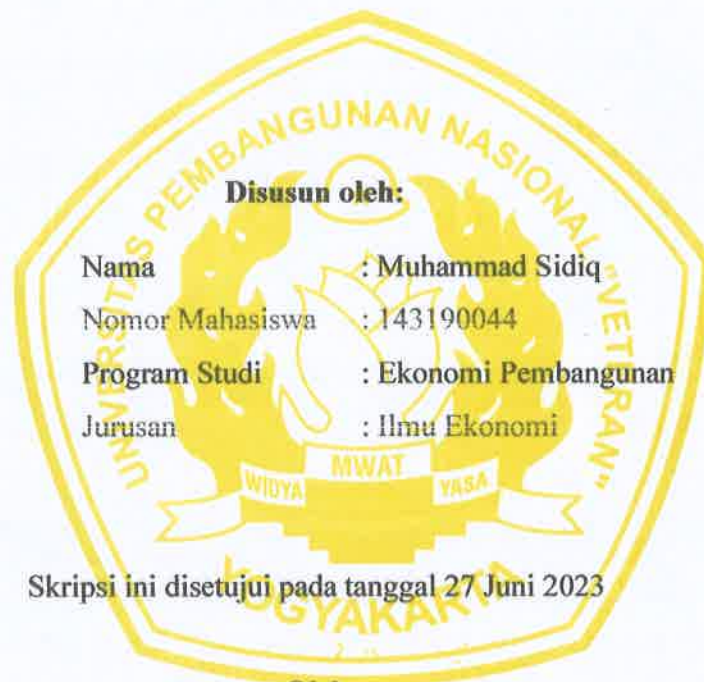 UNIVERSITAS PEMBANGUNAN NASIONAL "VETERAN"
Disusun oleh:
Nama : Muhammad Sidiq
Nomor Mahasiswa : 143190044
Program Studi : Ekonomi Pembangunan
Jurusan : Ilmu Ekonomi
WIDYA MWAT YASA
Skripsi ini disetujui pada tanggal 27 Juni 2023
YOGYAKARTA